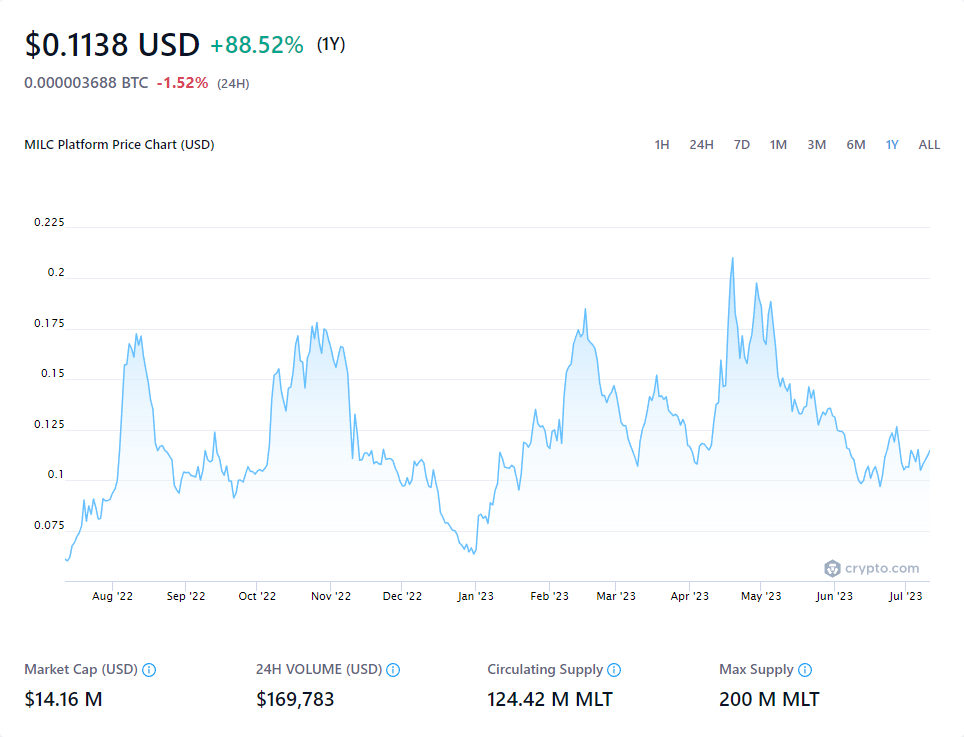 $0.1138 USD +88.52% (1Y)
0.000003688 BTC -1.52% (24H)
MILC Platform Price Chart (USD) 1H 24H 7D 1M 3M 6M 1Y ALL
0.225
0.2
0.175
0.15
0.125
0.1
0.075
crypto.com
Aug '22 Sep '22 Oct '22 Nov '22 Dec '22 Jan '23 Feb '23 Mar '23 Apr '23 May '23 Jun '23 Jul '23
Market Cap (USD) 24H VOLUME (USD) Circulating Supply Max Supply
$14.16 M $169,783 124.42 M MLT 200 M MLT